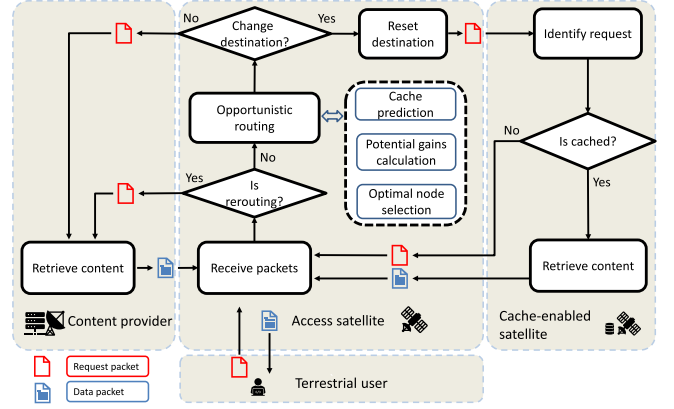 No
Change
destination?
Yes
Reset
destination
Identify request
Opportunistic
routing
Cache
prediction
Potential gains
calculation
Optimal node
selection
No
Is cached?
Yes
No
Yes
Is
rerouting?
Retrieve content
Receive packets
Retrieve content
Content provider
Access satellite
Cache-enabled
satellite
Request packet
Data packet
Terrestrial user